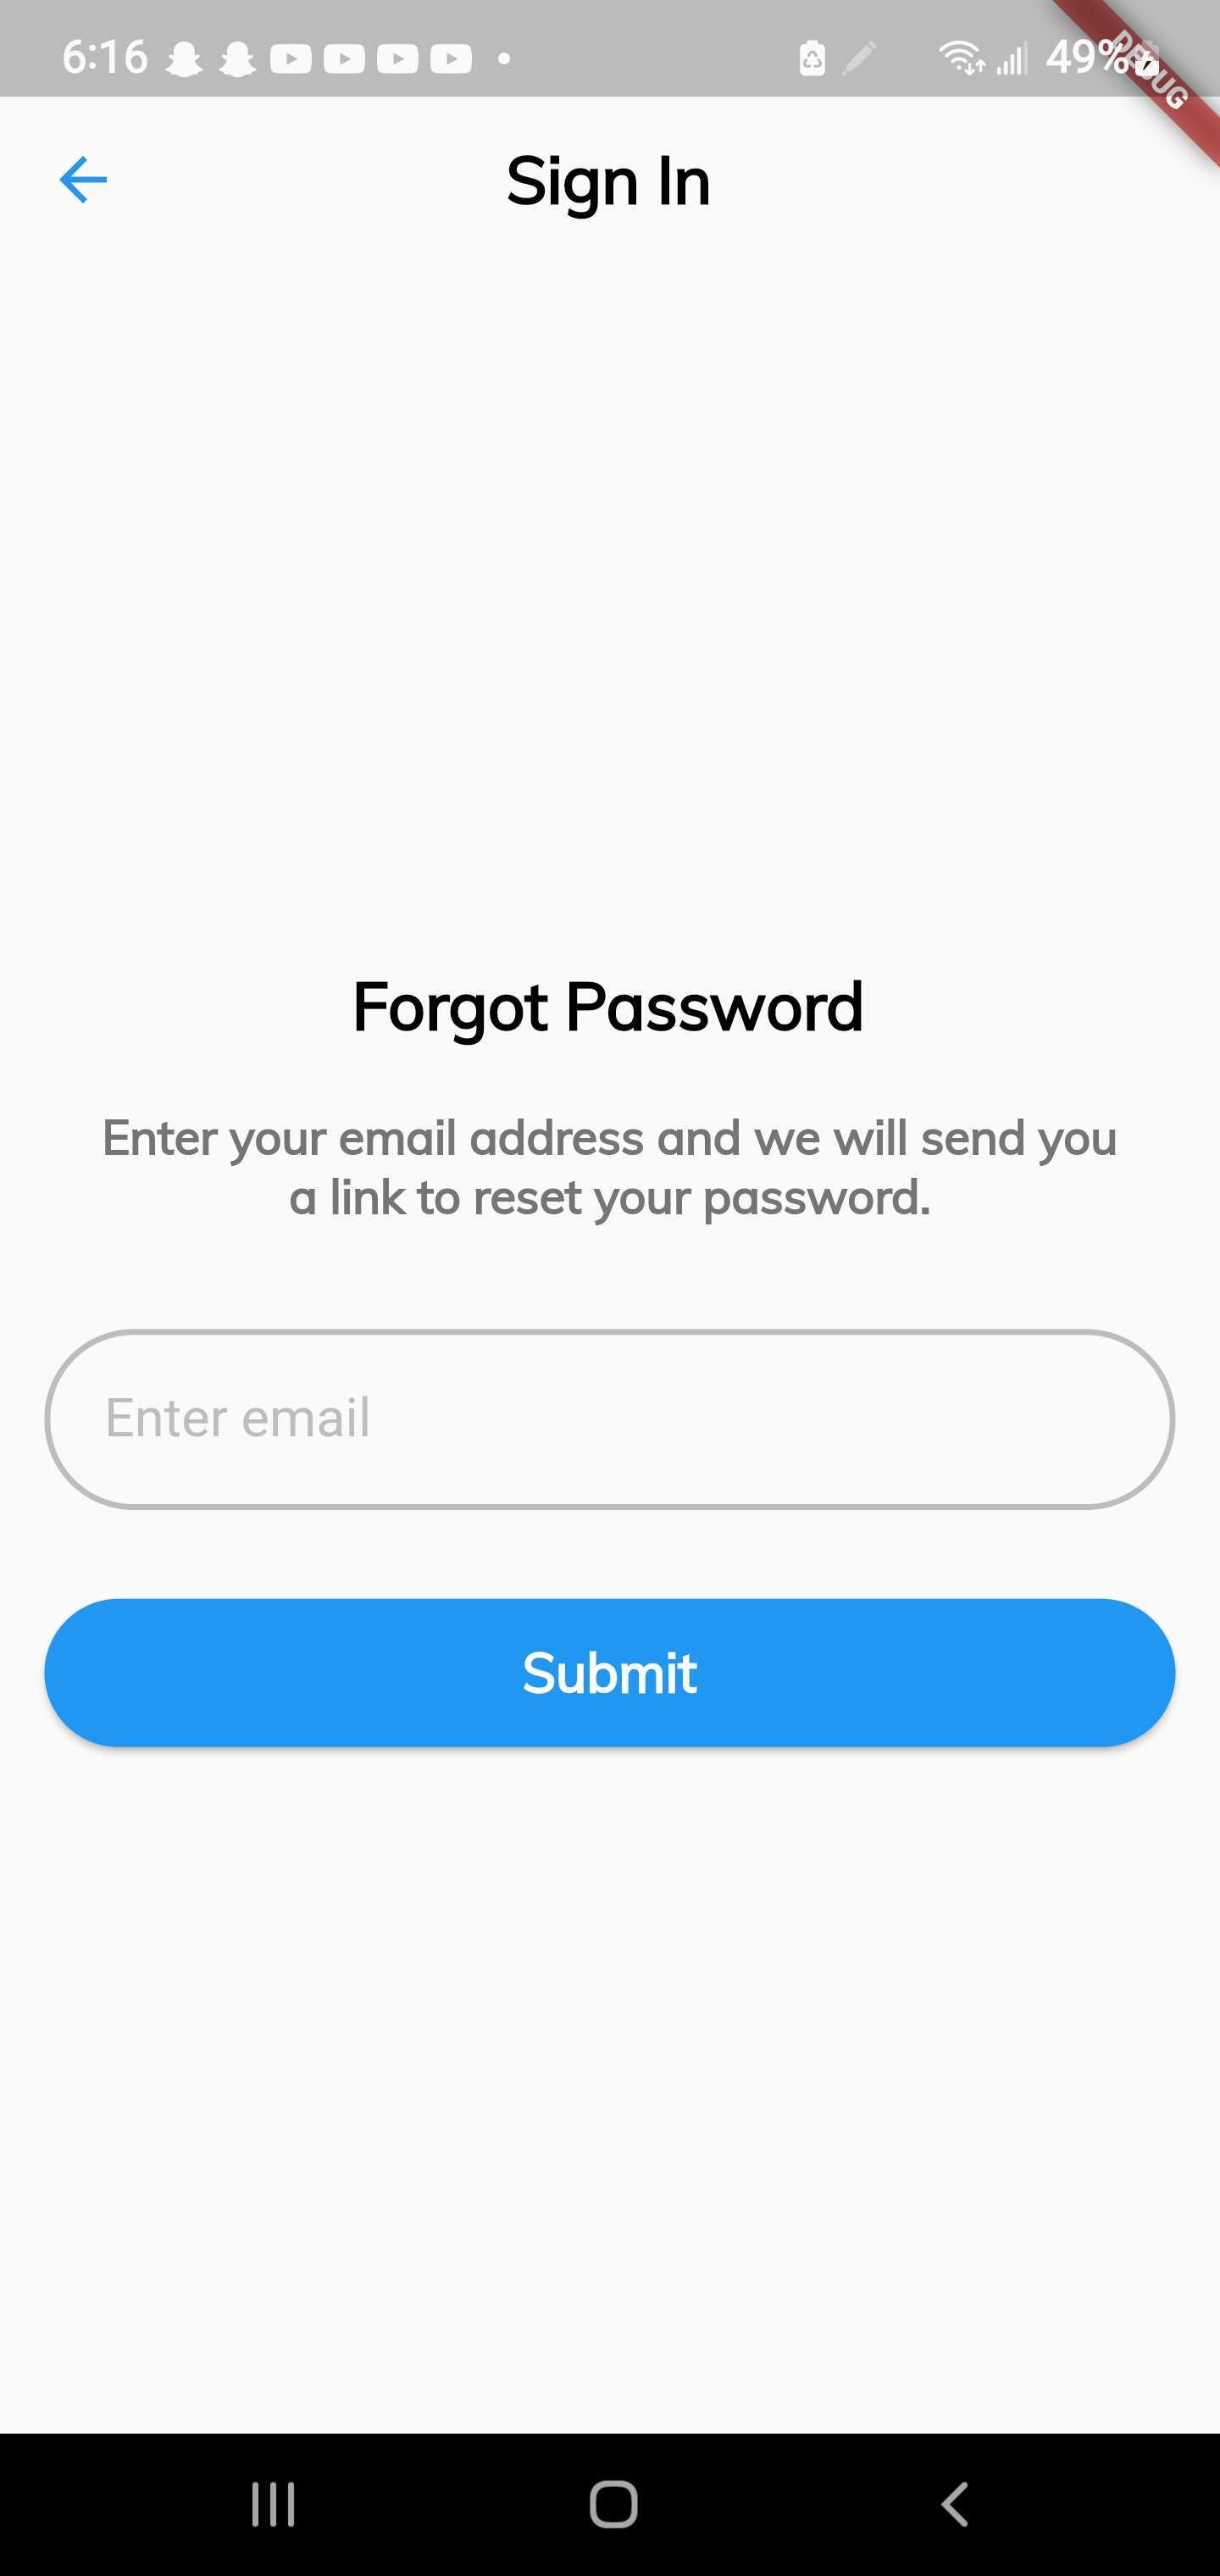 6:16 49%
DEBUG
Sign In
Forgot Password
Enter your email address and we will send you
a link to reset your password.
Enter email
Submit